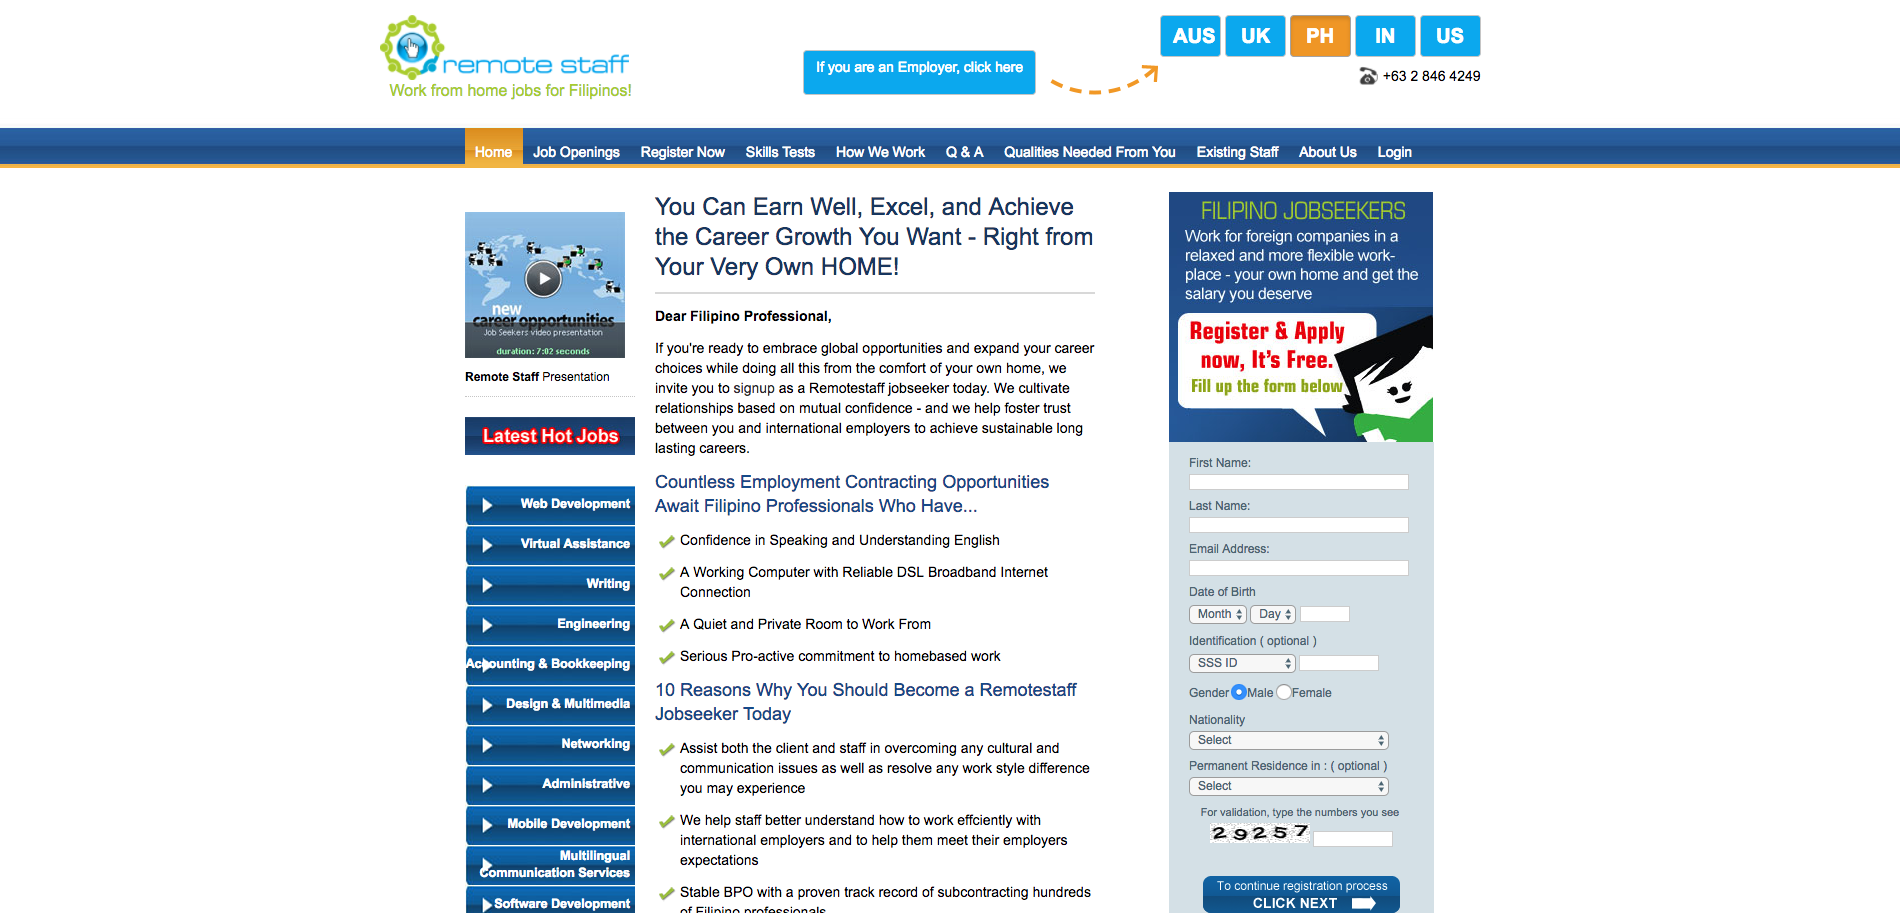 remote staff
Work from home jobs for Filipinos!
If you are an Employer, click here
AUS UK PH IN US
+63 2 846 4249
Home Job Openings Register Now Skills Tests How We Work Q & A Qualities Needed From You Existing Staff About Us Login
new
career opportunities
Job Seekers video presentation
duration: 7:02 seconds
Remote Staff Presentation
Latest Hot Jobs
Web Development
Virtual Assistance
Writing
Engineering
Accounting & Bookkeeping
Design & Multimedia
Networking
Administrative
Mobile Development
Multilingual
Communication Services
Software Development
You Can Earn Well, Excel, and Achieve
the Career Growth You Want - Right from
Your Very Own HOME!
Dear Filipino Professional,
If you're ready to embrace global opportunities and expand your career
choices while doing all this from the comfort of your own home, we
invite you to signup as a Remotestaff jobseeker today. We cultivate
relationships based on mutual confidence - and we help foster trust
between you and international employers to achieve sustainable long
lasting careers.
Countless Employment Contracting Opportunities
Await Filipino Professionals Who Have...
Confidence in Speaking and Understanding English
A Working Computer with Reliable DSL Broadband Internet
Connection
A Quiet and Private Room to Work From
Serious Pro-active commitment to homebased work
10 Reasons Why You Should Become a Remotestaff
Jobseeker Today
Assist both the client and staff in overcoming any cultural and
communication issues as well as resolve any work style difference
you may experience
We help staff better understand how to work effciently with
international employers and to help them meet their employers
expectations
Stable BPO with a proven track record of subcontracting hundreds
of Filipino professionals
FILIPINO JOBSEEKERS
Work for foreign companies in a
relaxed and more flexible work-
place - your own home and get the
salary you deserve
Register & Apply
now, It's Free.
Fill up the form below
First Name:
Last Name:
Email Address:
Date of Birth
Month Day
Identification ( optional )
SSS ID
Gender Male Female
Nationality
Select
Permanent Residence in : ( optional )
Select
For validation, type the numbers you see
29257
To continue registration process
CLICK NEXT